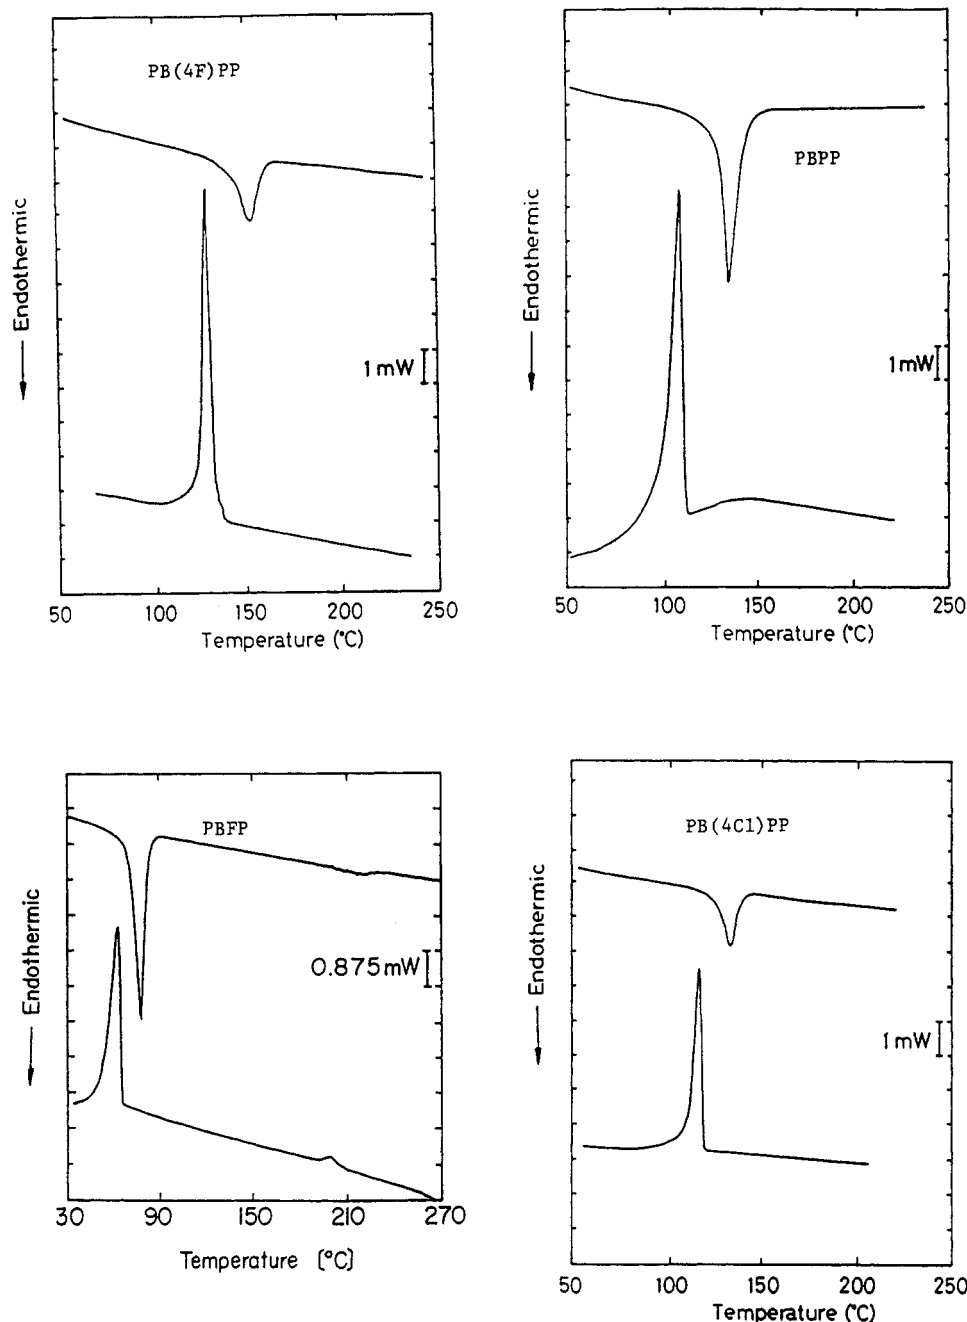 PB(4F)PP
Endothermic
1 mW
50 100 150 200 250
Temperature (°C)
PBPP
Endothermic
1 mW
50 100 150 200 250
Temperature (°C)
PBFP
Endothermic
0.875 mW
30 90 150 210 270
Temperature [°C)
PB(4Cl)PP
Endothermic
1 mW
50 100 150 200 250
Temperature (°C)